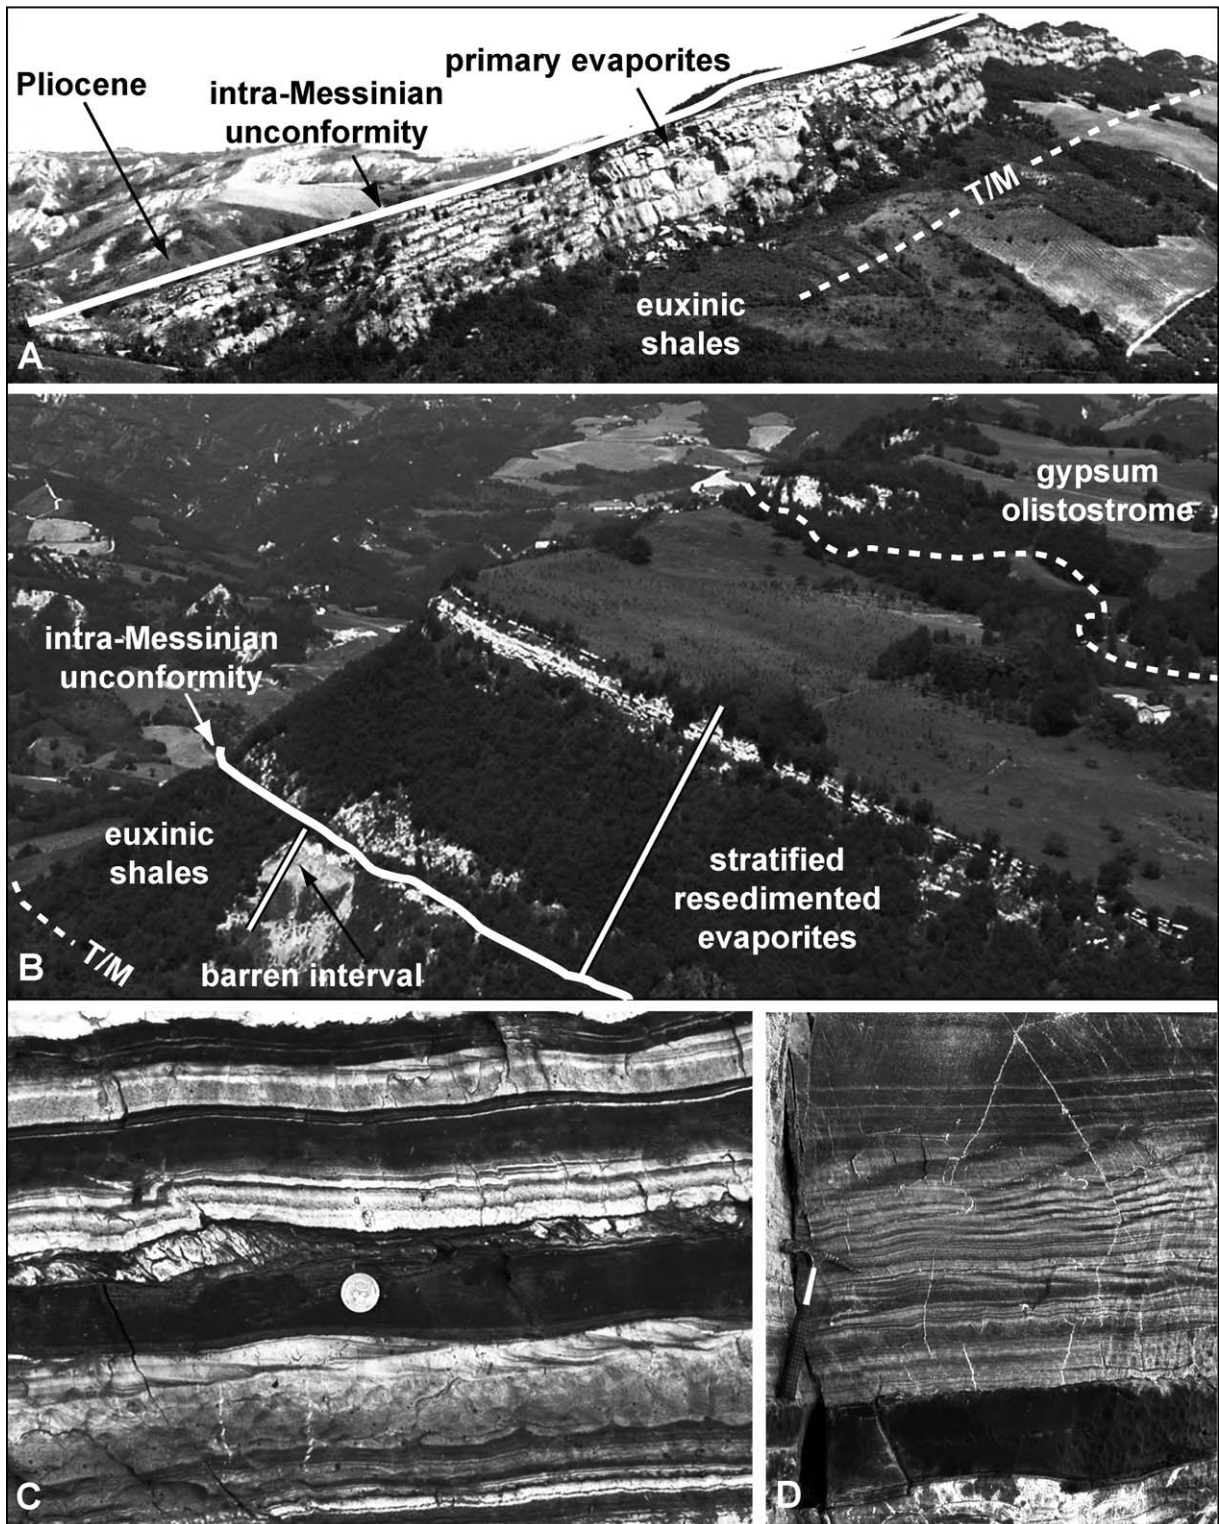 primary evaporites
Pliocene
intra-Messinian
unconformity
T/M
euxinic
shales
A
gypsum
olistostrome
intra-Messinian
unconformity
euxinic
shales
stratified
resedimented
evaporites
T/M
barren interval
B
C
D